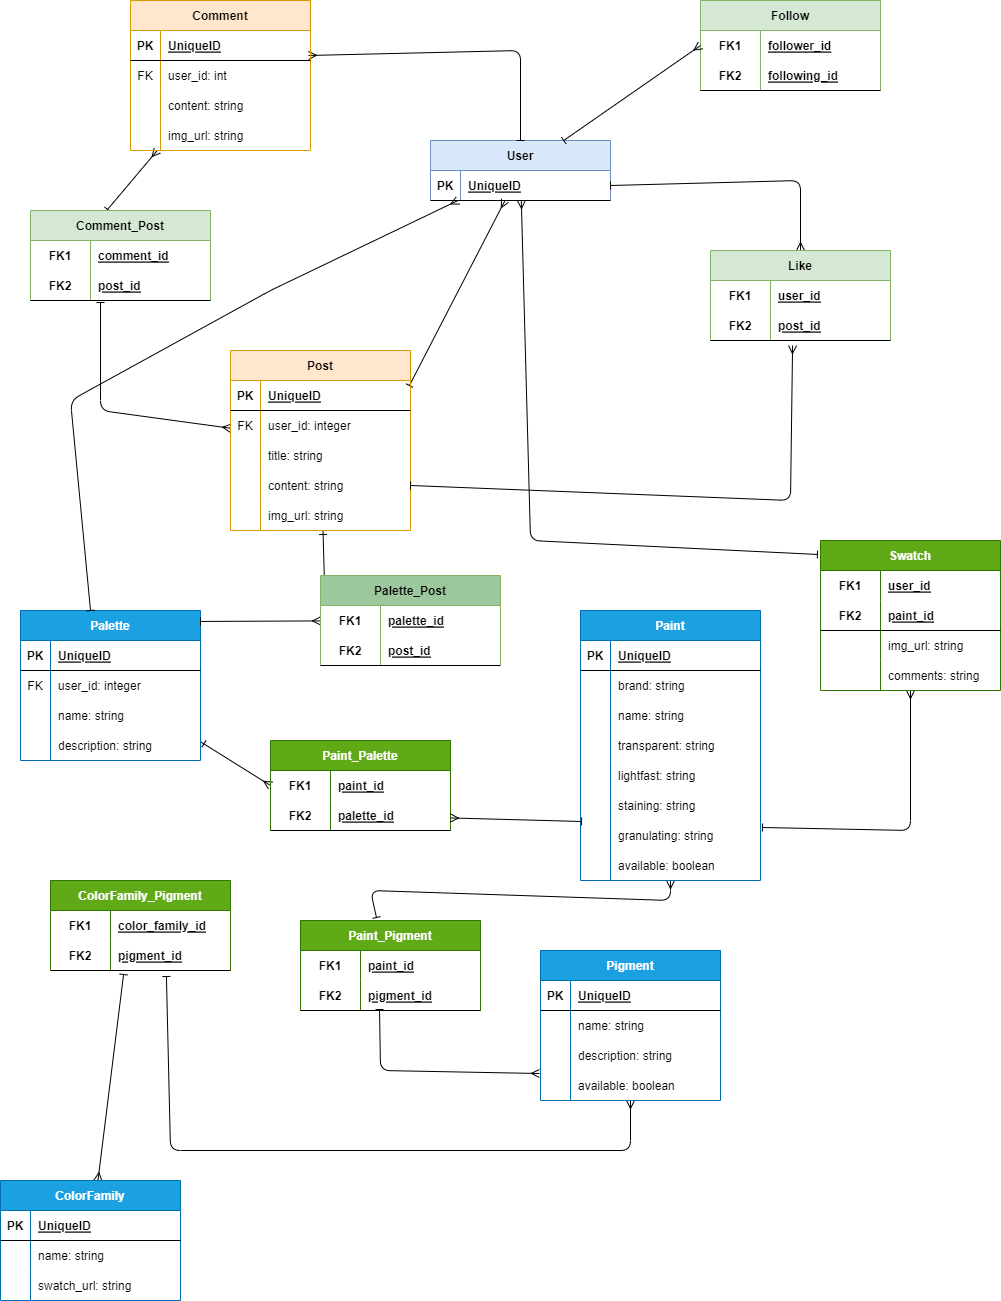 Comment
PK UniqueID
FK user_id: int
content: string
img_url: string
Follow
FK1 follower_id
FK2 following_id
User
PK UniqueID
Comment_Post
FK1 comment_id
FK2 post_id
Like
FK1 user_id
FK2 post_id
Post
PK UniqueID
FK user_id: integer
title: string
content: string
img_url: string
Swatch
FK1 user_id
FK2 paint_id
img_url: string
comments: string
Palette_Post
FK1 palette_id
FK2 post_id
Palette
PK UniqueID
FK user_id: integer
name: string
description: string
Paint
PK UniqueID
brand: string
name: string
transparent: string
lightfast: string
staining: string
granulating: string
available: boolean
Paint_Palette
FK1 paint_id
FK2 palette_id
ColorFamily_Pigment
FK1 color_family_id
FK2 pigment_id
Paint_Pigment
FK1 paint_id
FK2 pigment_id
Pigment
PK UniqueID
name: string
description: string
available: boolean
ColorFamily
PK UniqueID
name: string
swatch_url: string